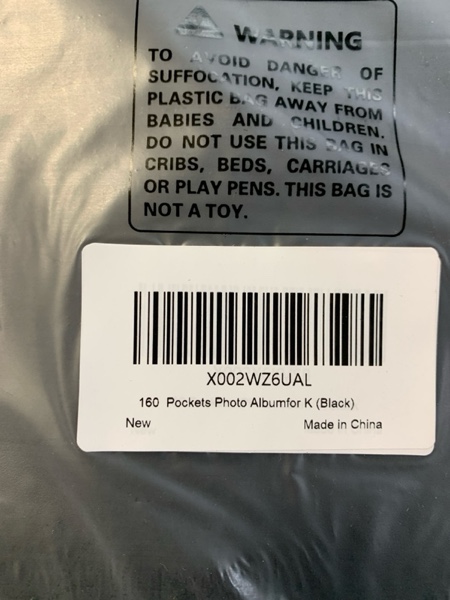 WARNING
TO AVOID DANGER OF
SUFFOCATION, KEEP THIS
PLASTIC BAG AWAY FROM
BABIES AND CHILDREN.
DO NOT USE THIS BAG IN
CRIBS, BEDS, CARRIAGES
OR PLAY PENS. THIS BAG IS
NOT A TOY.
X002WZ6UAL
160 Pockets Photo Albumfor K (Black)
New Made in China